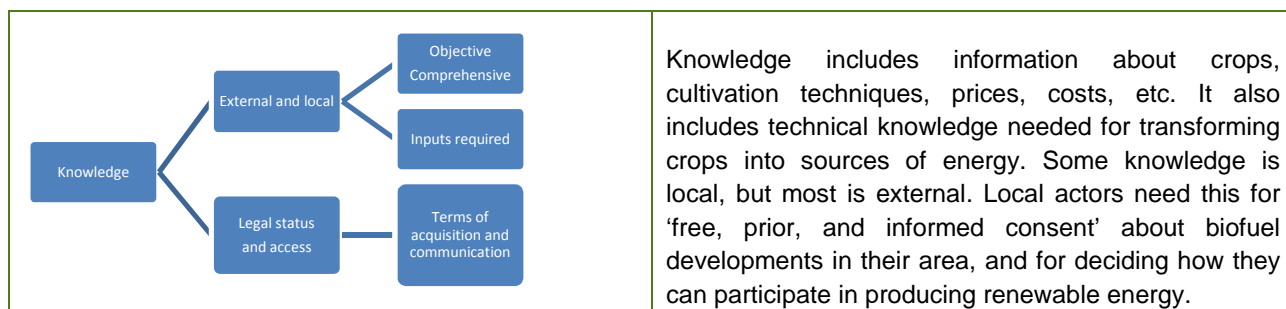 Knowledge
External and local
Objective
Comprehensive
Inputs required
Legal status
and access
Terms of
acquisition and
communication
Knowledge includes information about crops,
cultivation techniques, prices, costs, etc. It also
includes technical knowledge needed for transforming
crops into sources of energy. Some knowledge is
local, but most is external. Local actors need this for
‘free, prior, and informed consent’ about biofuel
developments in their area, and for deciding how they
can participate in producing renewable energy.